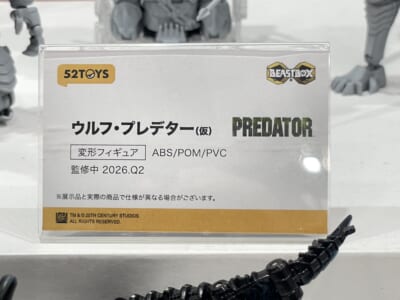 52TOYS
BEASTBOX
ウルフ・プレデター(仮)
PREDATOR
変形フィギュア ABS/POM/PVC
監修中 2026.Q2
※展示品と実際の商品で仕様が異なる場合がございます。
TM & © 20TH CENTURY STUDIOS.
ALL RIGHTS RESERVED.